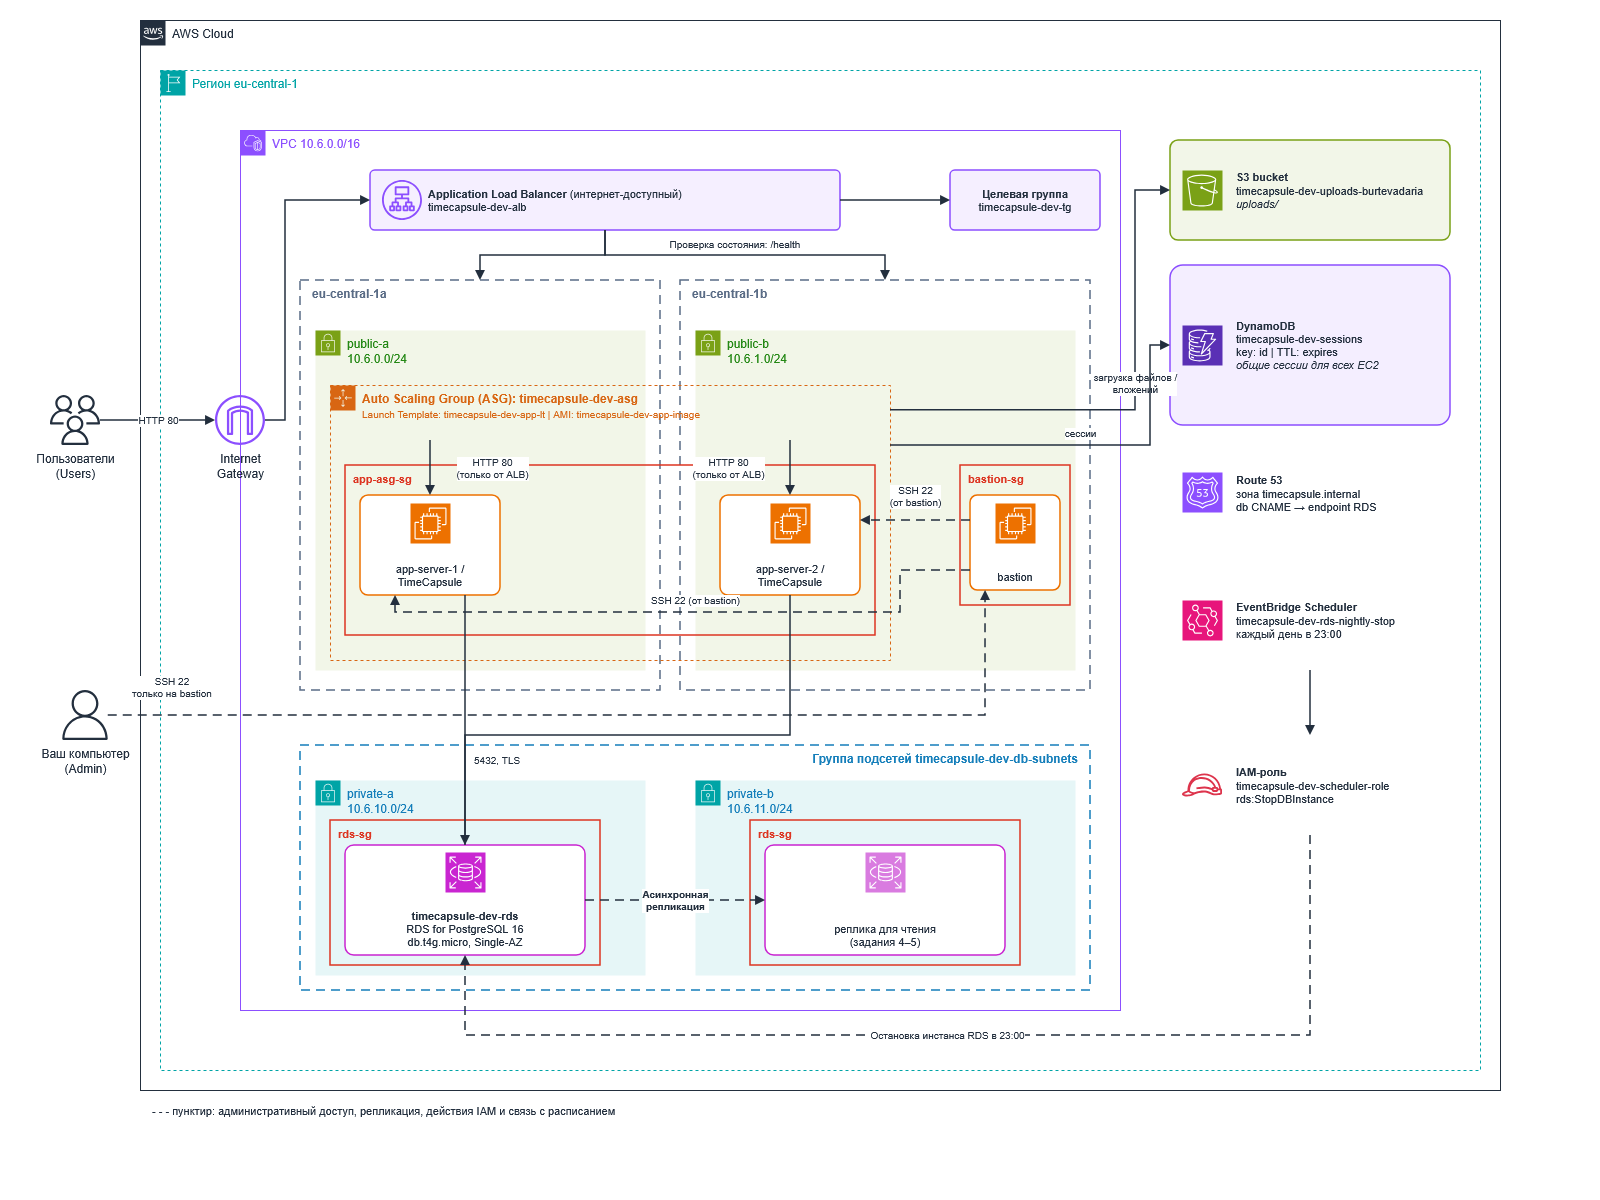 aws
AWS Cloud
Регион eu-central-1
VPC 10.6.0.0/16
Application Load Balancer (интернет-доступный)
timecapsule-dev-alb
Целевая группа
timecapsule-dev-tg
S3 bucket
timecapsule-dev-uploads-burtevadaria
uploads/
Проверка состояния: /health
eu-central-1a
eu-central-1b
DynamoDB
timecapsule-dev-sessions
key: id | TTL: expires
общие сессии для всех EC2
public-a
10.6.0.0/24
public-b
10.6.1.0/24
загрузка файлов /
вложений
Auto Scaling Group (ASG): timecapsule-dev-asg
Launch Template: timecapsule-dev-app-lt | AMI: timecapsule-dev-app-image
HTTP 80
сессии
Пользователи
(Users)
Internet
Gateway
HTTP 80
(только от ALB)
HTTP 80
(только от ALB)
app-asg-sg
bastion-sg
SSH 22
(от bastion)
53
Route 53
зона timecapsule.internal
db CNAME → endpoint RDS
app-server-1 /
TimeCapsule
app-server-2 /
TimeCapsule
bastion
SSH 22 (от bastion)
EventBridge Scheduler
timecapsule-dev-rds-nightly-stop
каждый день в 23:00
SSH 22
только на bastion
Ваш компьютер
(Admin)
5432, TLS
Группа подсетей timecapsule-dev-db-subnets
IAM-роль
timecapsule-dev-scheduler-role
rds:StopDBInstance
private-a
10.6.10.0/24
private-b
10.6.11.0/24
rds-sg
rds-sg
Асинхронная
репликация
timecapsule-dev-rds
RDS for PostgreSQL 16
db.t4g.micro, Single-AZ
реплика для чтения
(задания 4–5)
Остановка инстанса RDS в 23:00
- - - пунктир: административный доступ, репликация, действия IAM и связь с расписанием